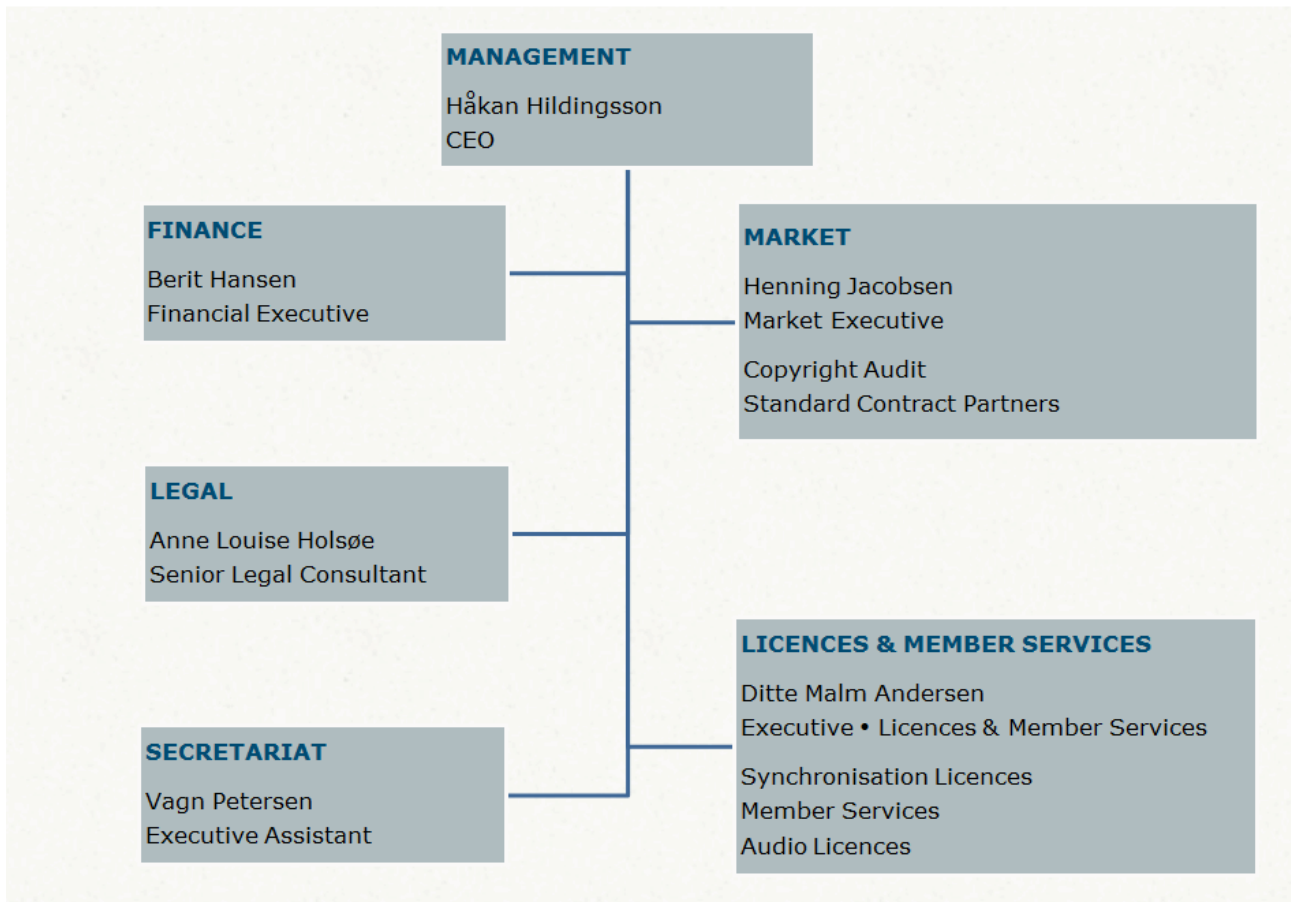 MANAGEMENT
Håkan Hildingsson
CEO
FINANCE
Berit Hansen
Financial Executive
MARKET
Henning Jacobsen
Market Executive
Copyright Audit
Standard Contract Partners
LEGAL
Anne Louise Holsøe
Senior Legal Consultant
LICENCES & MEMBER SERVICES
Ditte Malm Andersen
Executive • Licences & Member Services
Synchronisation Licences
Member Services
Audio Licences
SECRETARIAT
Vagn Petersen
Executive Assistant